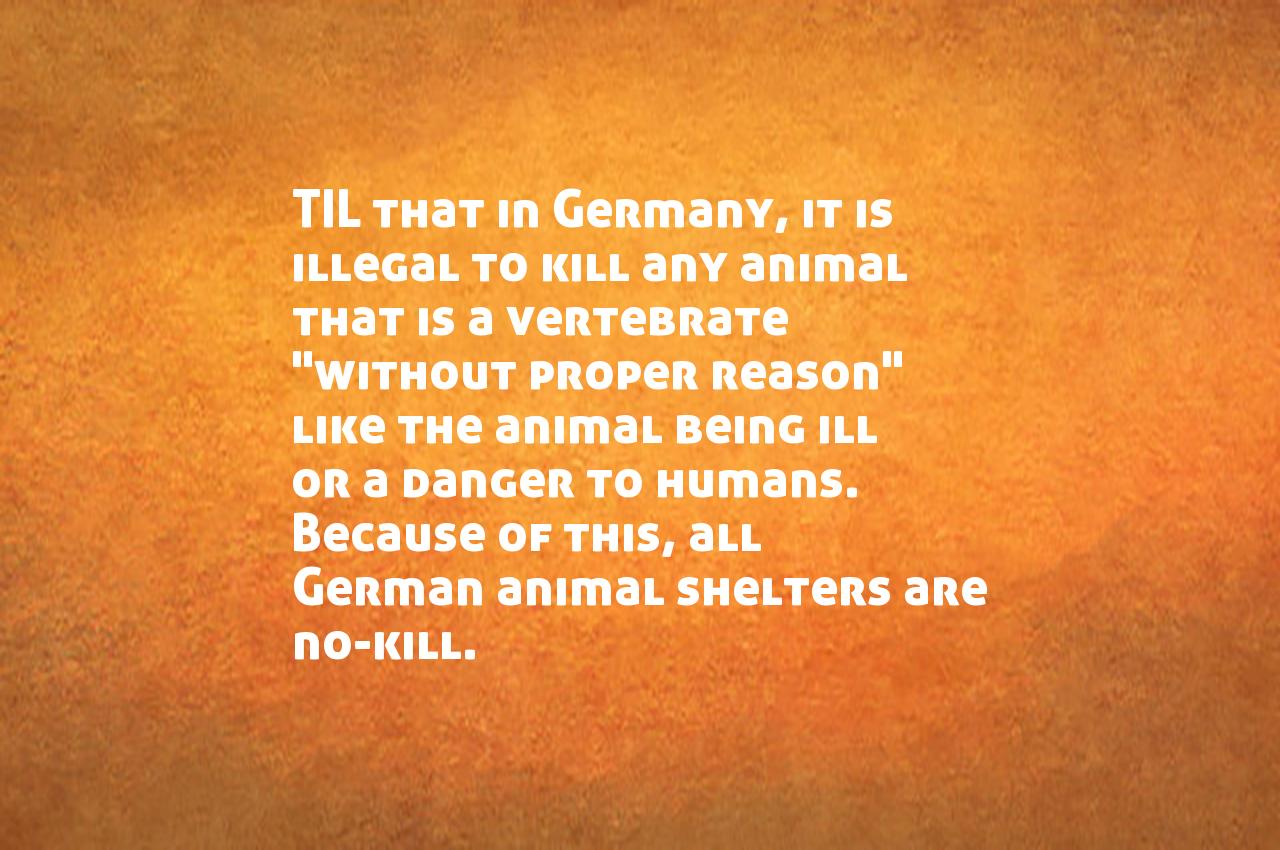 TIL that in Germany, it is
illegal to kill any animal
that is a vertebrate
"without proper reason"
like the animal being ill
or a danger to humans.
Because of this, all
German animal shelters are
no-kill.